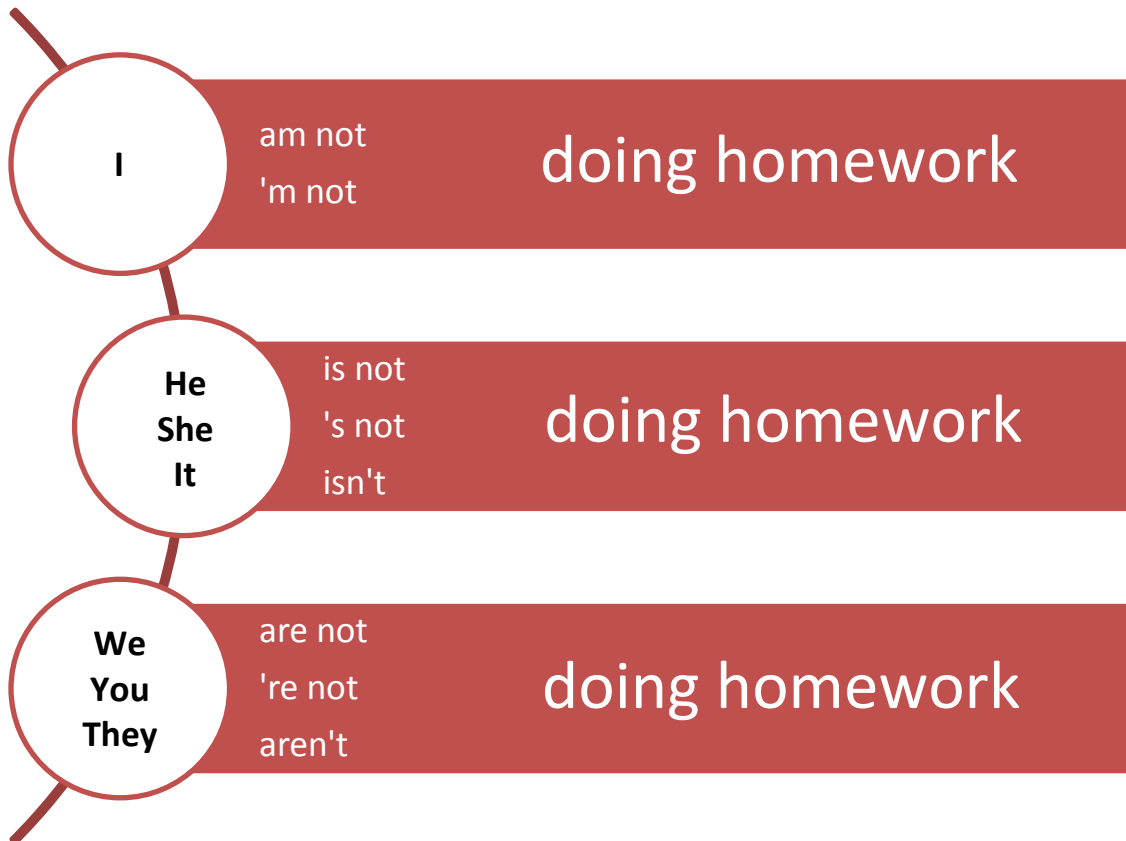 I
am not
'm not
doing homework
He
She
It
is not
's not
isn't
doing homework
We
You
They
are not
're not
aren't
doing homework